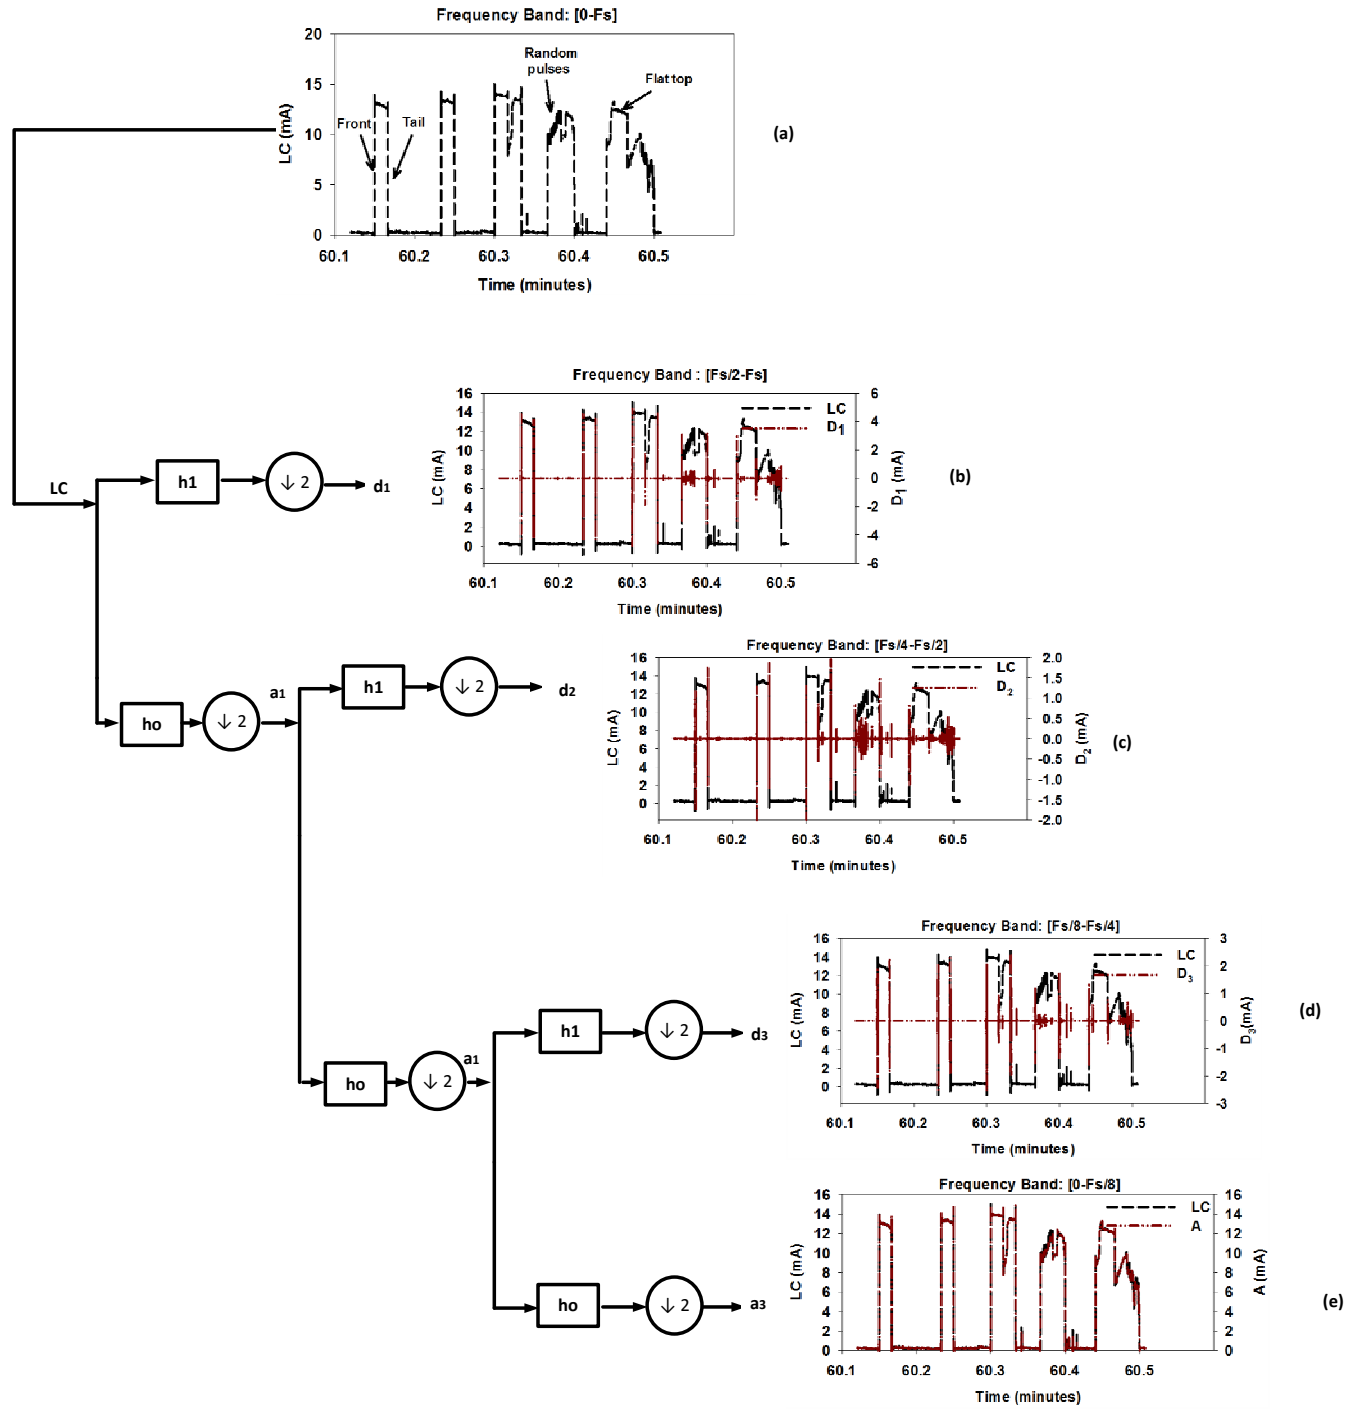 Frequency Band: [0-Fs]
20
15
10
5
0
LC (mA)
Front
Tail
Random
pulses
Flat top
60.1 60.2 60.3 60.4 60.5
Time (minutes)
(a)
Frequency Band : [Fs/2-Fs]
16
14
12
10
8
6
4
2
0
LC (mA)
LC
D1
6
4
2
0
-2
-4
-6
D1 (mA)
60.1 60.2 60.3 60.4 60.5
Time (minutes)
(b)
LC
h1
↓ 2
d1
Frequency Band: [Fs/4-Fs/2]
16
14
12
10
8
6
4
2
0
LC (mA)
LC
D2
2.0
1.5
1.0
0.5
0.0
-0.5
-1.0
-1.5
-2.0
D2 (mA)
60.1 60.2 60.3 60.4 60.5
Time (minutes)
(c)
ho
↓ 2
a1
h1
↓ 2
d2
Frequency Band: [Fs/8-Fs/4]
16
14
12
10
8
6
4
2
0
LC (mA)
LC
D3
3
2
1
0
-1
-2
-3
D3(mA)
60.1 60.2 60.3 60.4 60.5
Time (minutes)
(d)
ho
↓ 2
a1
h1
↓ 2
d3
Frequency Band: [0-Fs/8]
16
14
12
10
8
6
4
2
0
LC (mA)
LC
A
16
14
12
10
8
6
4
2
0
A (mA)
60.1 60.2 60.3 60.4 60.5
Time (minutes)
(e)
ho
↓ 2
a3